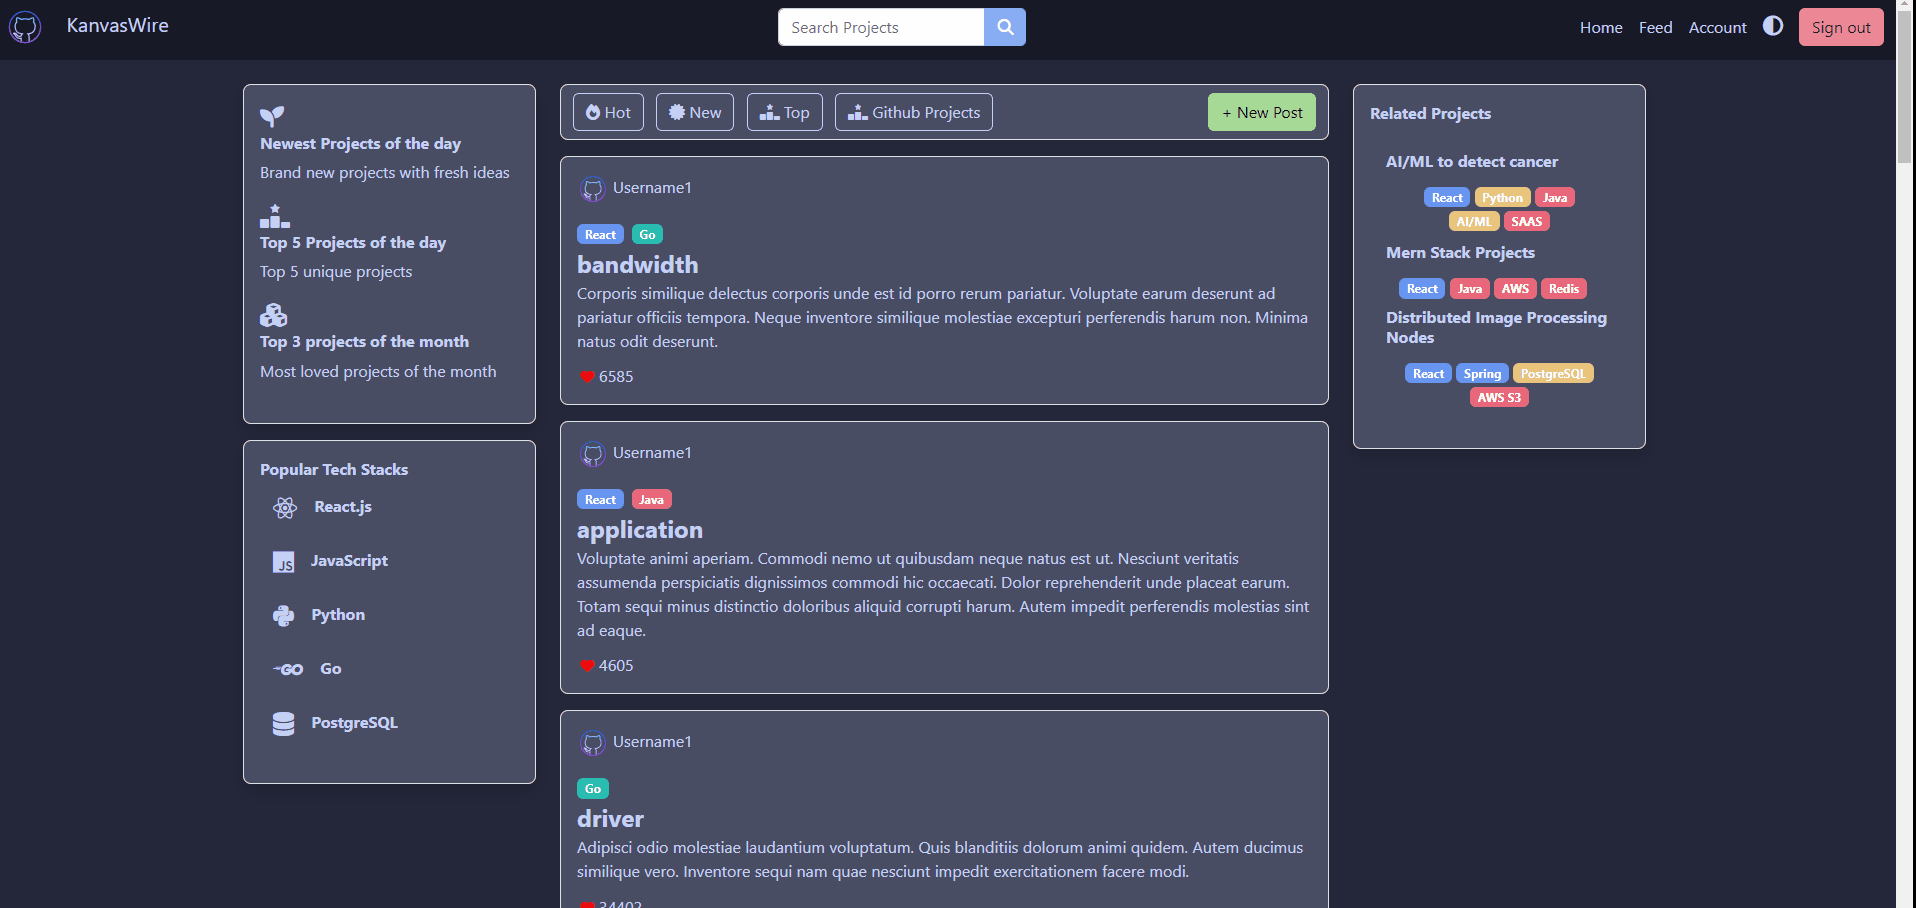 KanvasWire
Search Projects
Home
Feed
Account
Sign out
Newest Projects of the day
Brand new projects with fresh ideas
Top 5 Projects of the day
Top 5 unique projects
Top 3 projects of the month
Most loved projects of the month
Popular Tech Stacks
React.js
JS
JavaScript
Python
GO
Go
PostgreSQL
Hot
New
Top
Github Projects
+ New Post
Username1
React
Go
bandwidth
Corporis similique delectus corporis unde est id porro rerum pariatur. Voluptate earum deserunt ad
pariatur officiis tempora. Neque inventore similique molestiae excepturi perferendis harum non. Minima
natus odit deserunt.
6585
Username1
React
Java
application
Voluptate animi aperiam. Commodi nemo ut quibusdam neque natus est ut. Nesciunt veritatis
assumenda perspiciatis dignissimos commodi hic occaecati. Dolor reprehenderit unde placeat earum.
Totam sequi minus distinctio doloribus aliquid corrupti harum. Autem impedit perferendis molestias sint
ad eaque.
4605
Username1
Go
driver
Adipisci odio molestiae laudantium voluptatum. Quis blanditiis dolorum animi quidem. Autem ducimus
similique vero. Inventore sequi nam quae nesciunt impedit exercitationem facere modi.
34402
Related Projects
AI/ML to detect cancer
React Python Java
AI/ML SAAS
Mern Stack Projects
React Java AWS Redis
Distributed Image Processing
Nodes
React Spring PostgreSQL
AWS S3